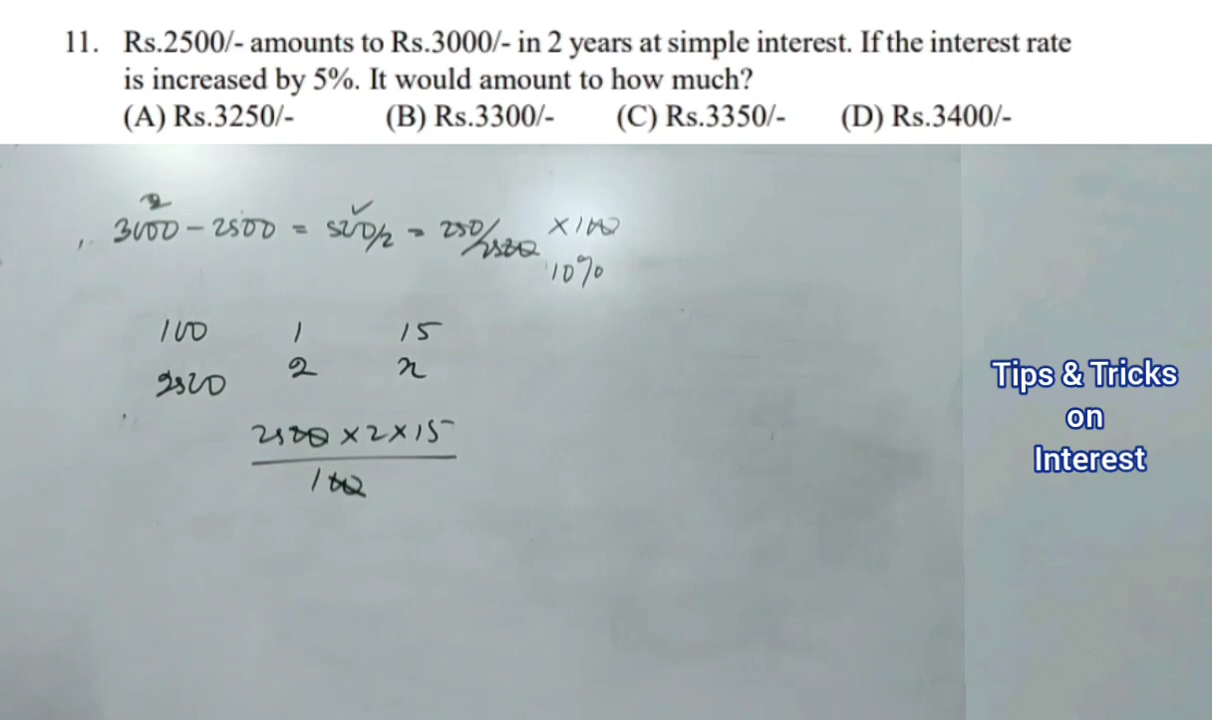 11. Rs.2500/- amounts to Rs.3000/- in 2 years at simple interest. If the interest rate
is increased by 5%. It would amount to how much?
(A) Rs.3250/- (B) Rs.3300/- (C) Rs.3350/- (D) Rs.3400/-
2
3000 - 2500 = 500/2 = 250/2500 × 100
10%
100 1 15
2500 2 x
2500 × 2 × 15
100
Tips & Tricks
on
Interest